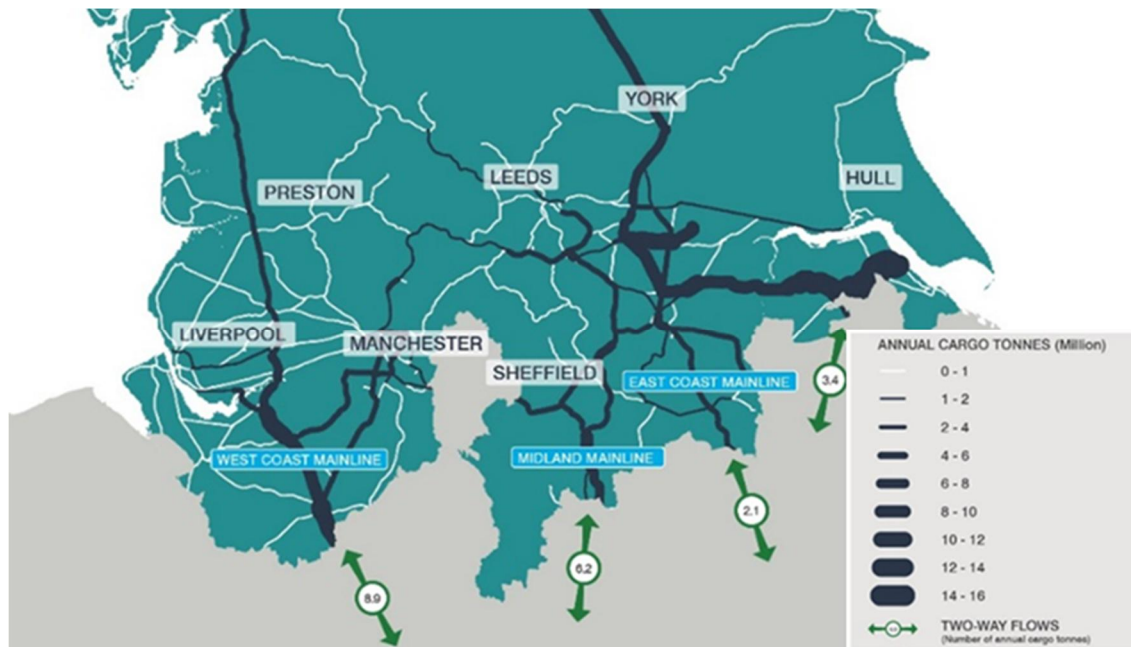 YORK
LEEDS
HULL
PRESTON
LIVERPOOL
MANCHESTER
SHEFFIELD
EAST COAST MAINLINE
WEST COAST MAINLINE
MIDLAND MAINLINE
3.4
2.1
6.2
8.9
ANNUAL CARGO TONNES (Million)
0 - 1
1 - 2
2 - 4
4 - 6
6 - 8
8 - 10
10 - 12
12 - 14
14 - 16
TWO-WAY FLOWS
(Number of annual cargo tonnes)